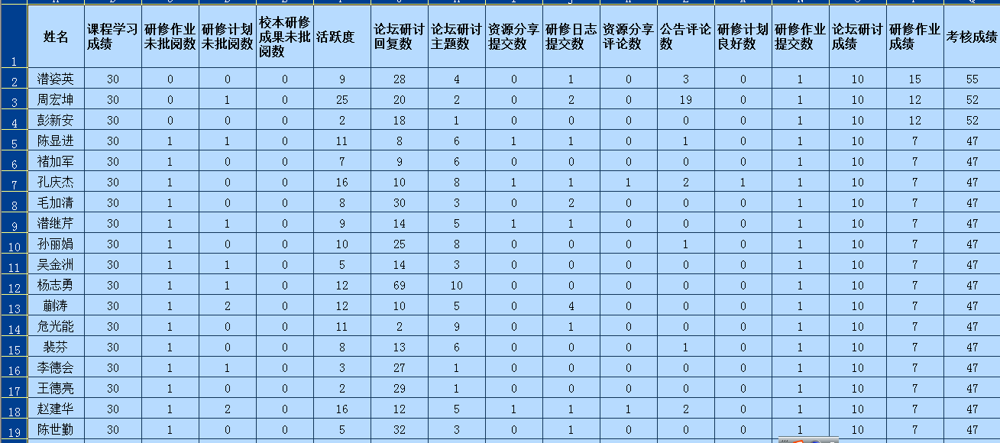 姓名 课程学习成绩 研修作业未批阅数 研修计划未批阅数 校本研修成果未批阅数 活跃度 论坛研讨回复数 论坛研讨主题数 资源分享提交数 研修日志提交数 资源分享评论数 公告评论数 研修计划良好数 研修作业提交数 论坛研讨成绩 研修作业成绩 考核成绩
1
2 潜姿英 30 0 0 0 9 28 4 0 1 0 3 0 1 10 15 55
3 周宏坤 30 0 1 0 25 20 2 0 2 0 19 0 1 10 12 52
4 彭新安 30 0 0 0 2 18 1 0 0 0 0 0 1 10 12 52
5 陈显进 30 1 1 0 11 8 6 1 1 0 1 0 1 10 7 47
6 褚加军 30 1 0 0 7 9 6 0 0 0 0 0 1 10 7 47
7 孔庆杰 30 1 0 0 16 10 8 1 1 1 2 1 1 10 7 47
8 毛加清 30 1 0 0 8 30 3 0 2 0 0 0 1 10 7 47
9 潜继芹 30 1 1 0 9 14 5 1 1 0 0 0 1 10 7 47
10 孙丽娟 30 1 0 0 10 25 8 0 0 0 1 0 1 10 7 47
11 吴金洲 30 1 1 0 5 14 3 0 0 0 0 0 1 10 7 47
12 杨志勇 30 1 1 0 12 69 10 0 0 0 0 0 1 10 7 47
13 蒯涛 30 1 2 0 12 10 5 0 4 0 0 0 1 10 7 47
14 危光能 30 1 0 0 11 2 9 0 1 0 0 0 1 10 7 47
15 裴芬 30 1 0 0 8 13 6 0 0 0 1 0 1 10 7 47
16 李德会 30 1 1 0 3 27 1 0 0 0 0 0 1 10 7 47
17 王德亮 30 1 0 0 2 29 1 0 0 0 0 0 1 10 7 47
18 赵建华 30 1 2 0 16 12 5 1 1 1 2 0 1 10 7 47
19 陈世勤 30 1 0 0 5 32 3 0 1 0 0 0 1 10 7 47